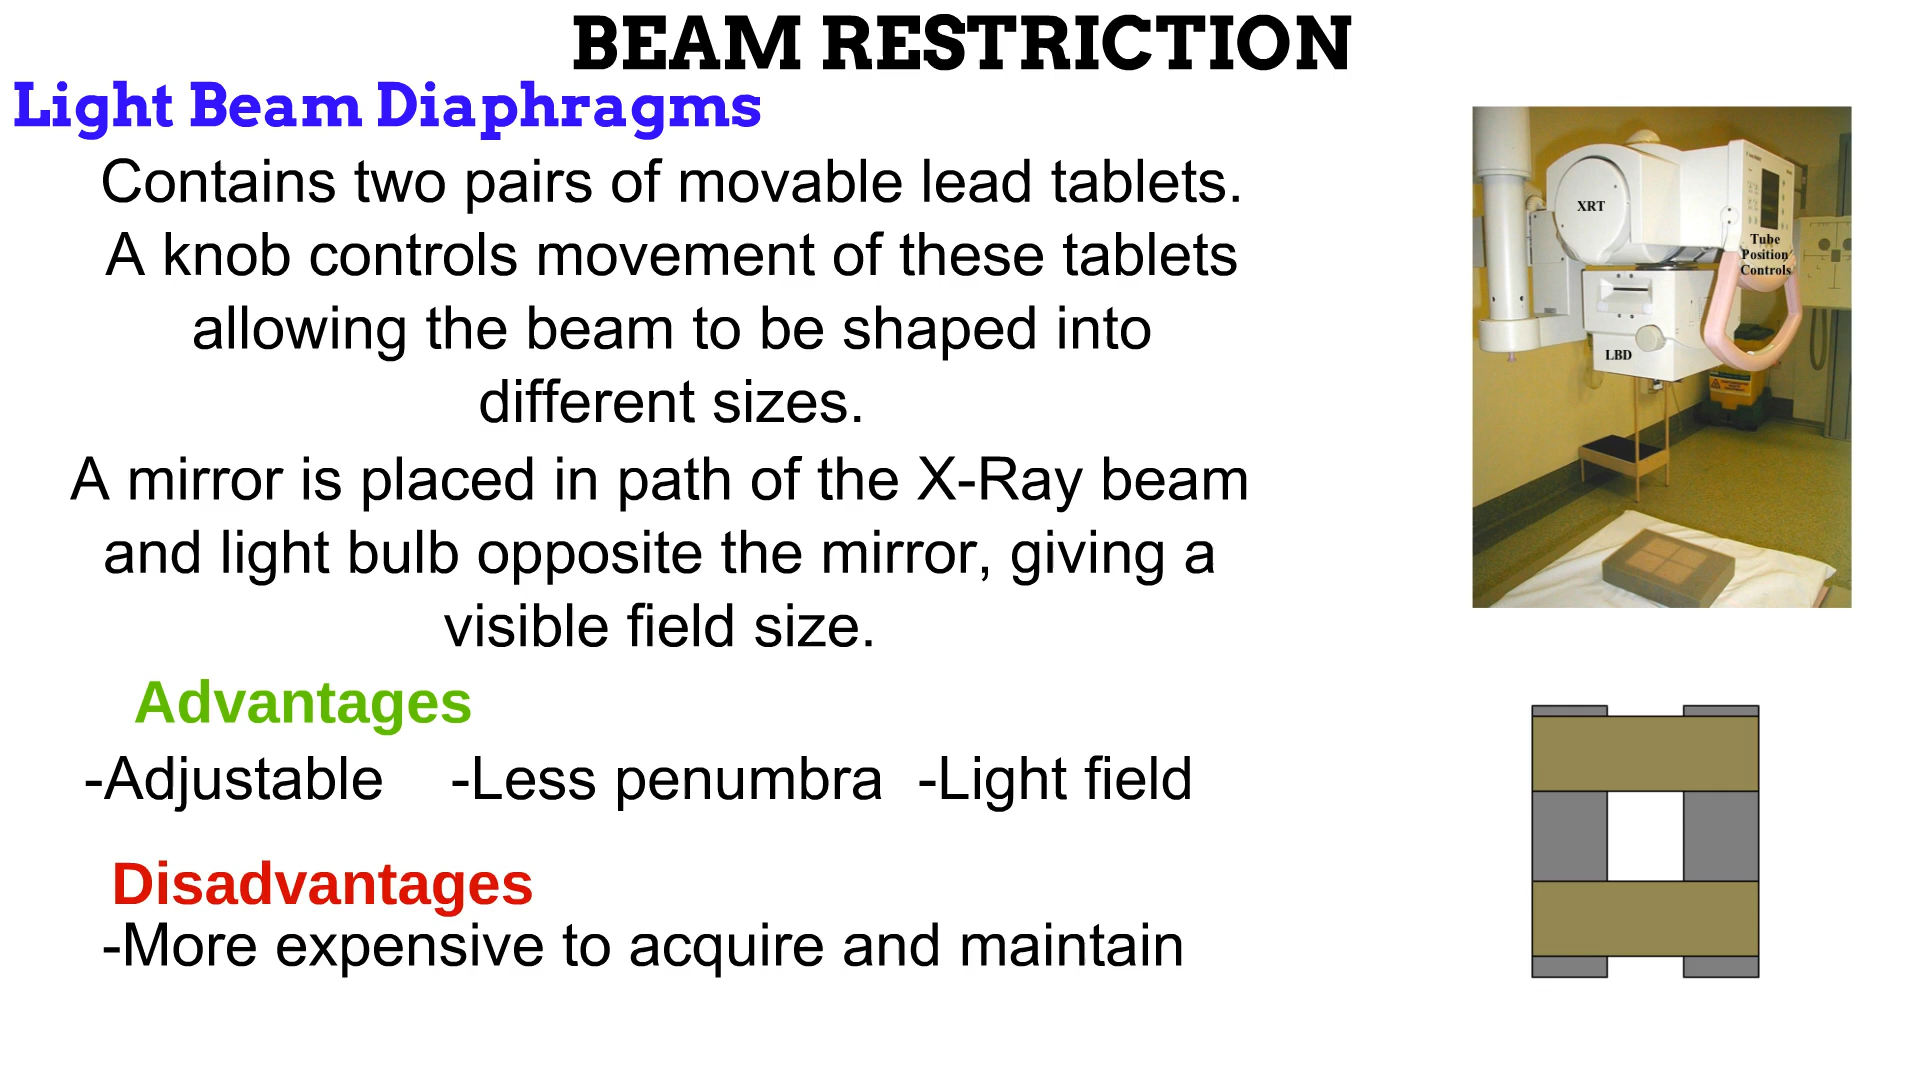 BEAM RESTRICTION
Light Beam Diaphragms
Contains two pairs of movable lead tablets.
A knob controls movement of these tablets
allowing the beam to be shaped into
different sizes.
A mirror is placed in path of the X-Ray beam
and light bulb opposite the mirror, giving a
visible field size.
Advantages
-Adjustable -Less penumbra -Light field
Disadvantages
-More expensive to acquire and maintain
XRT
Tube
Position
Controls
LBD